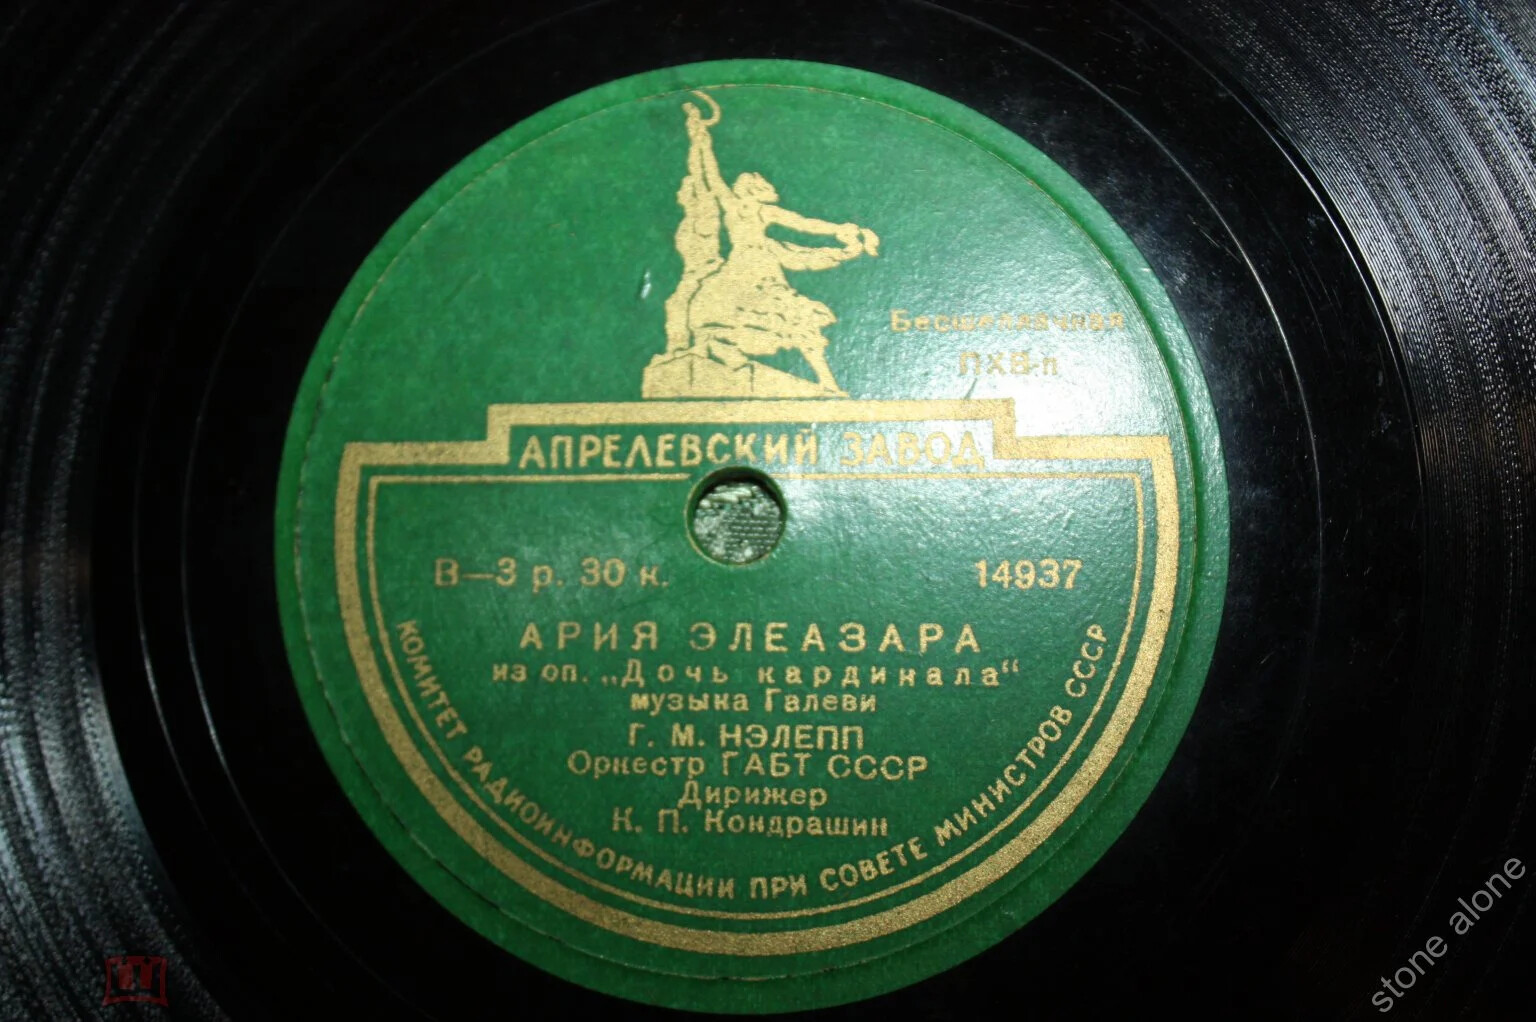 Бесшеллачная
ПХВ-п
АПРЕЛЕВСКИЙ ЗАВОД
В—3 р. 30 к.
14937
АРИЯ ЭЛЕАЗАРА
из оп. „Дочь кардинала“
музыка Галеви
Г. М. НЭЛЕПП
Оркестр ГАБТ СССР
Дирижер
К. П. Кондрашин
КОМИТЕТ РАДИОИНФОРМАЦИИ ПРИ СОВЕТЕ МИНИСТРОВ СССР
stone alone